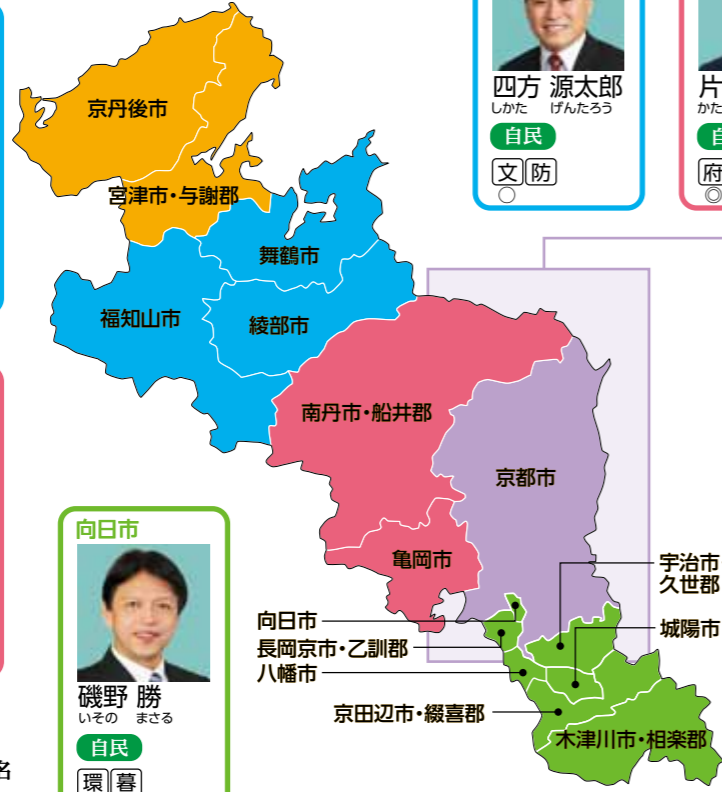 四方 源太郎
しかた げんたろう
自民
文 防
○
片
かた
自
府
◎
京丹後市
宮津市・与謝郡
舞鶴市
福知山市
綾部市
南丹市・船井郡
京都市
亀岡市
宇治市
久世郡
向日市
長岡京市・乙訓郡
八幡市
城陽市
京田辺市・綴喜郡
木津川市・相楽郡
向日市
磯野 勝
いその まさる
自民
環 暮
名